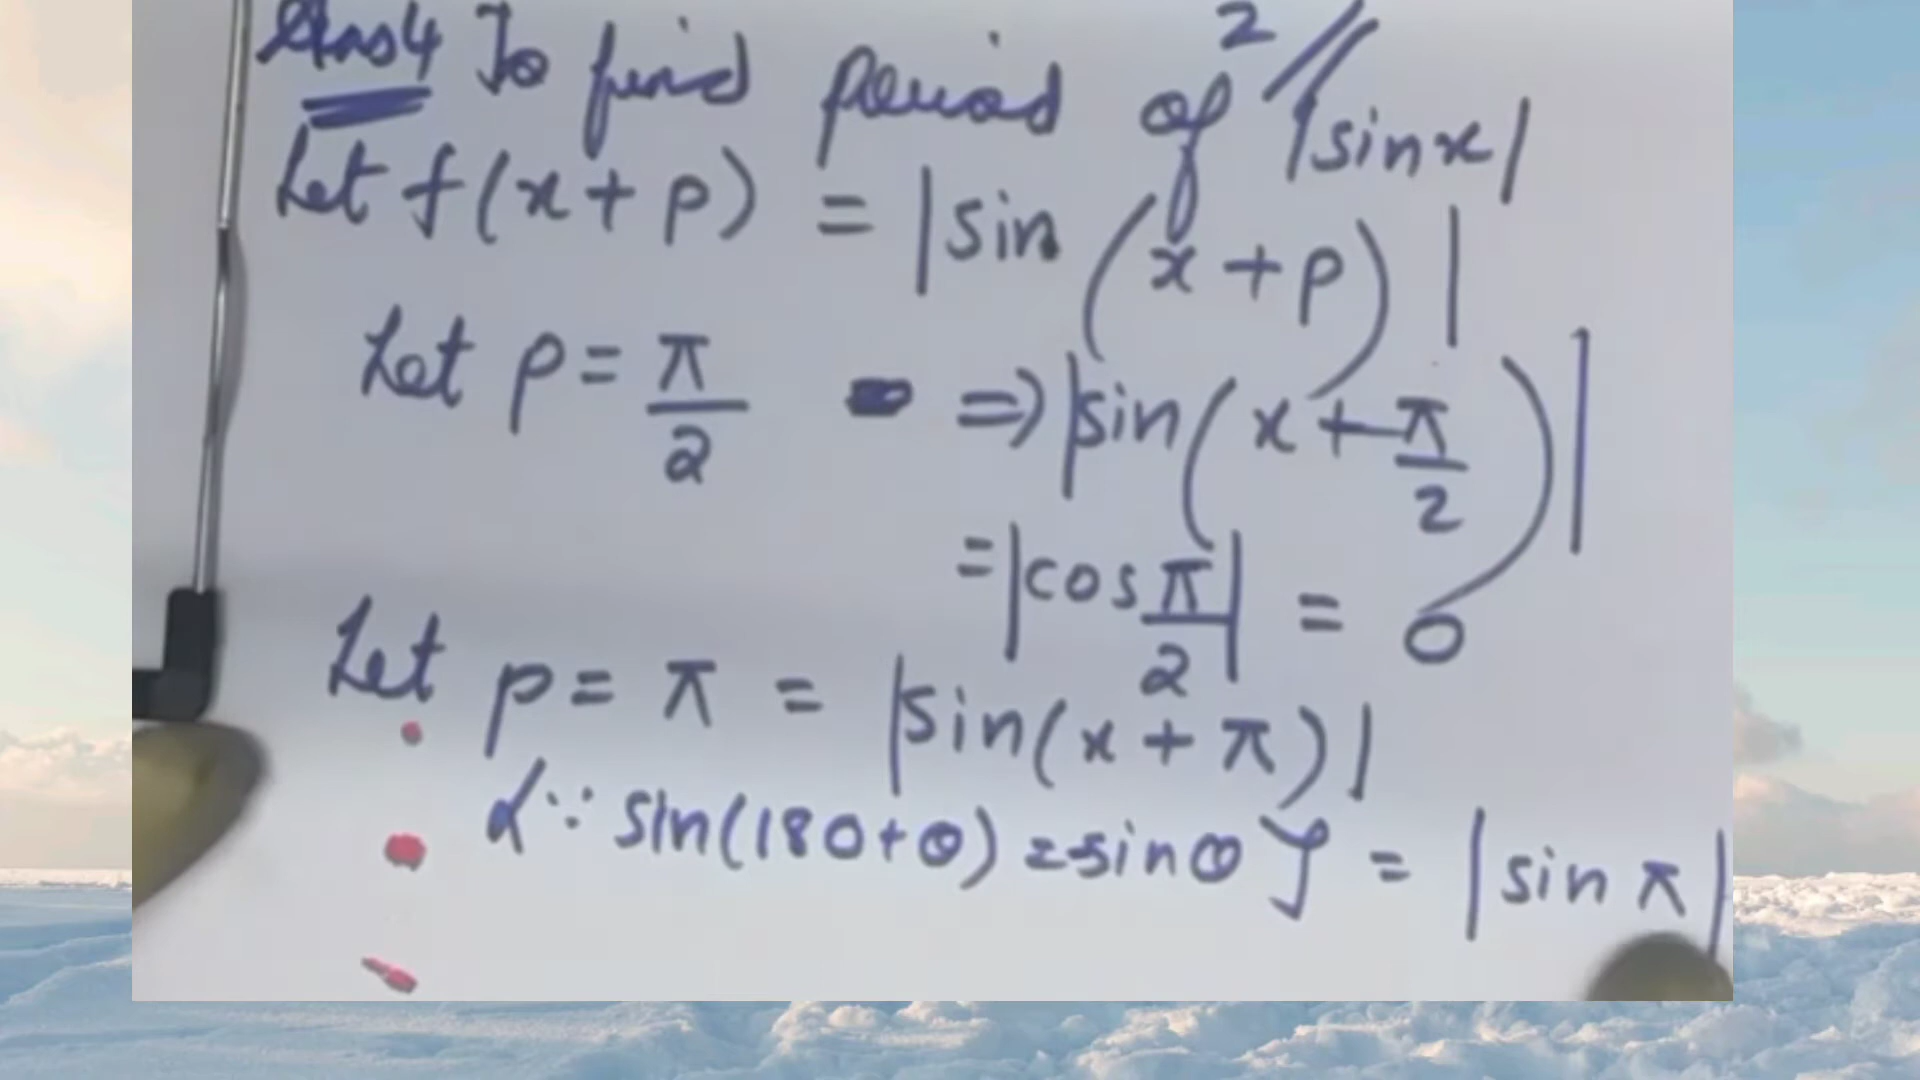 Ans4 To find period of |sinx|
2//
Let f(x+p) = |sin (x+p)|
Let p = π/2 => |sin(x+π/2)|
= |cos π/2| = 0
Let p = π = |sin(x+π)|
{∵ sin(180+θ) = -sinθ} = |sin π|